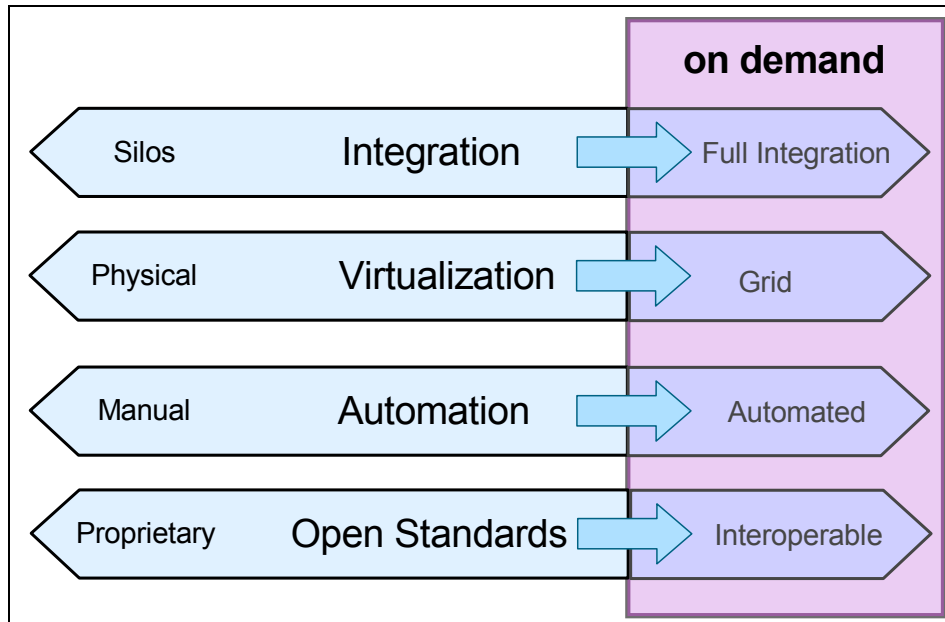 on demand
Silos Integration Full Integration
Physical Virtualization Grid
Manual Automation Automated
Proprietary Open Standards Interoperable